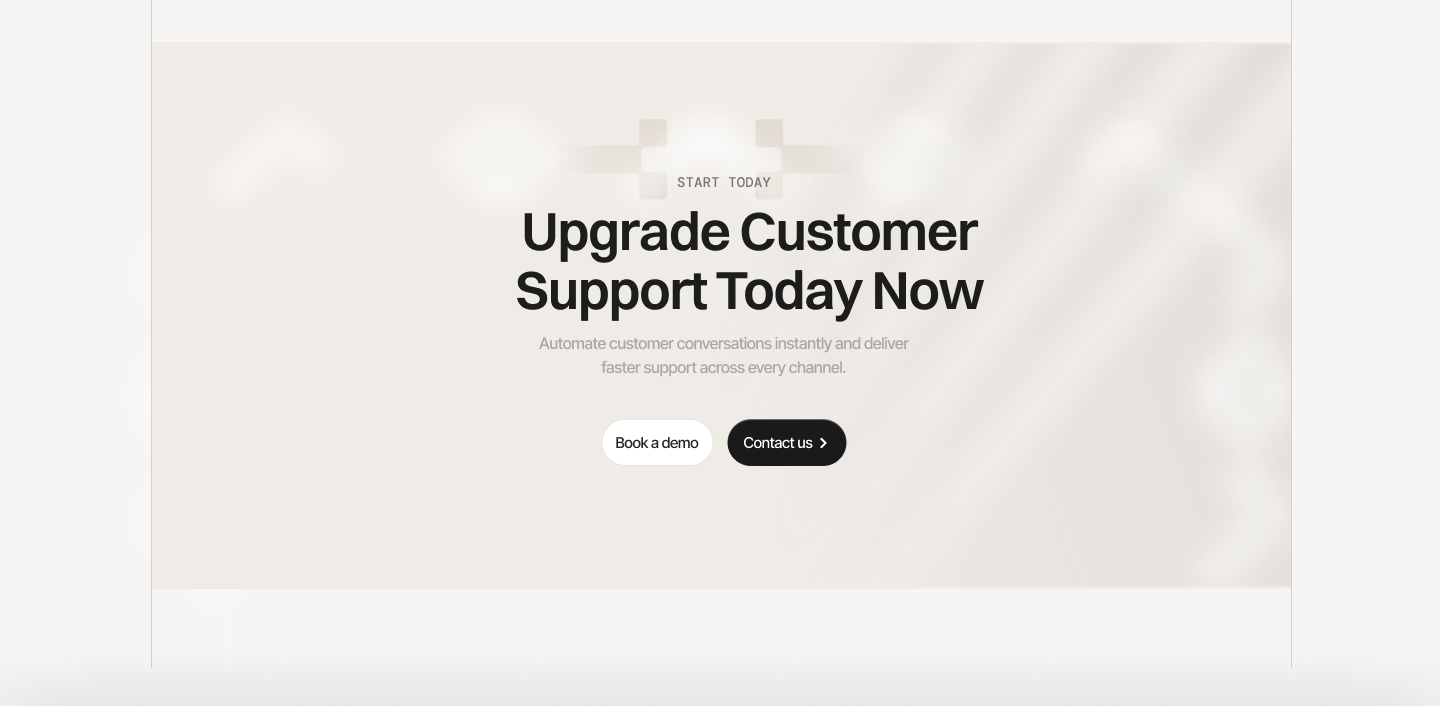 START TODAY
Upgrade Customer
Support Today Now
Automate customer conversations instantly and deliver
faster support across every channel.
Book a demo
Contact us